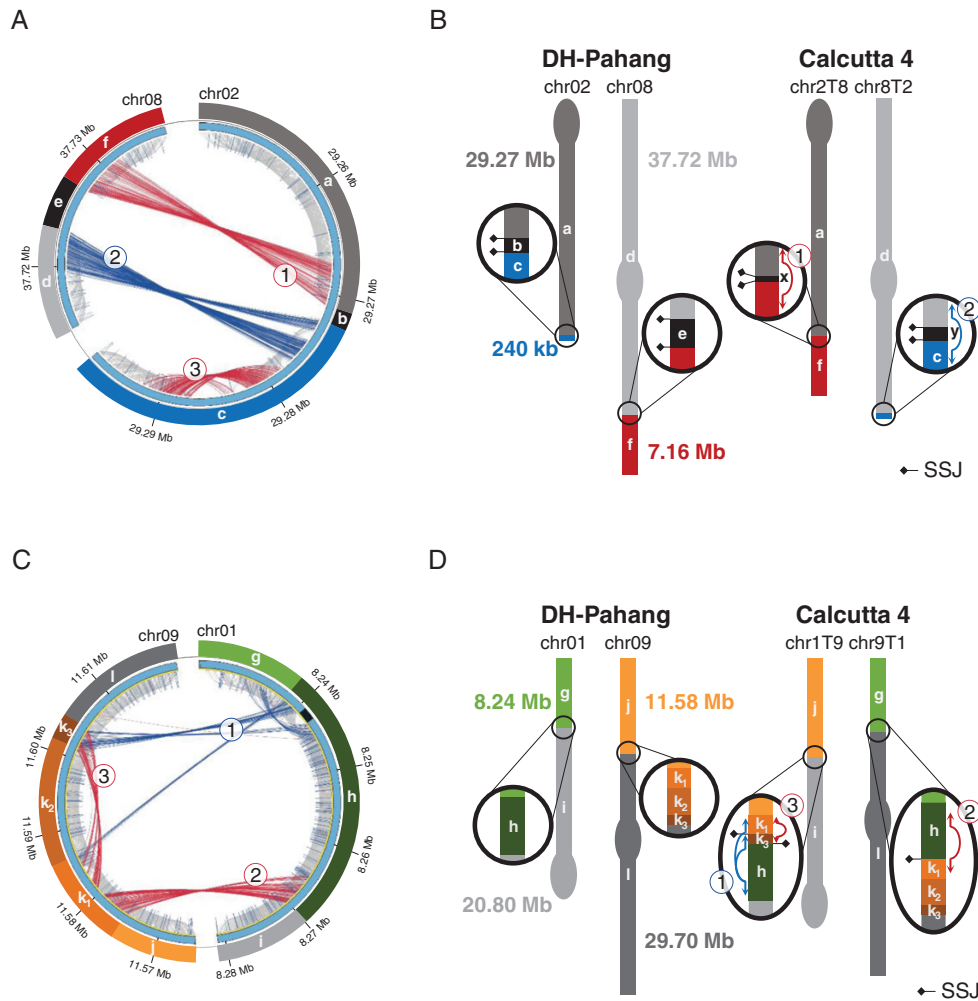 A
chr08
chr02
37.73 Mb
f
e
d
37.72 Mb
a
29.26 Mb
29.27 Mb
b
c
29.28 Mb
29.29 Mb
1
2
3
B
DH-Pahang
Calcutta 4
chr02
chr08
chr2T8
chr8T2
29.27 Mb
37.72 Mb
a
b
c
d
240 kb
e
f
7.16 Mb
a
1
x
f
d
2
y
c
SSJ
C
chr09
chr01
11.61 Mb
l
g
8.24 Mb
k3
11.60 Mb
k2
11.59 Mb
k1
11.58 Mb
j
11.57 Mb
h
8.25 Mb
8.26 Mb
8.27 Mb
i
8.28 Mb
1
2
3
D
DH-Pahang
Calcutta 4
chr01
chr09
chr1T9
chr9T1
8.24 Mb
g
j
11.58 Mb
h
i
k1
k2
k3
l
20.80 Mb
29.70 Mb
j
3
k1
k3
h
1
i
g
l
2
h
k1
k2
k3
SSJ